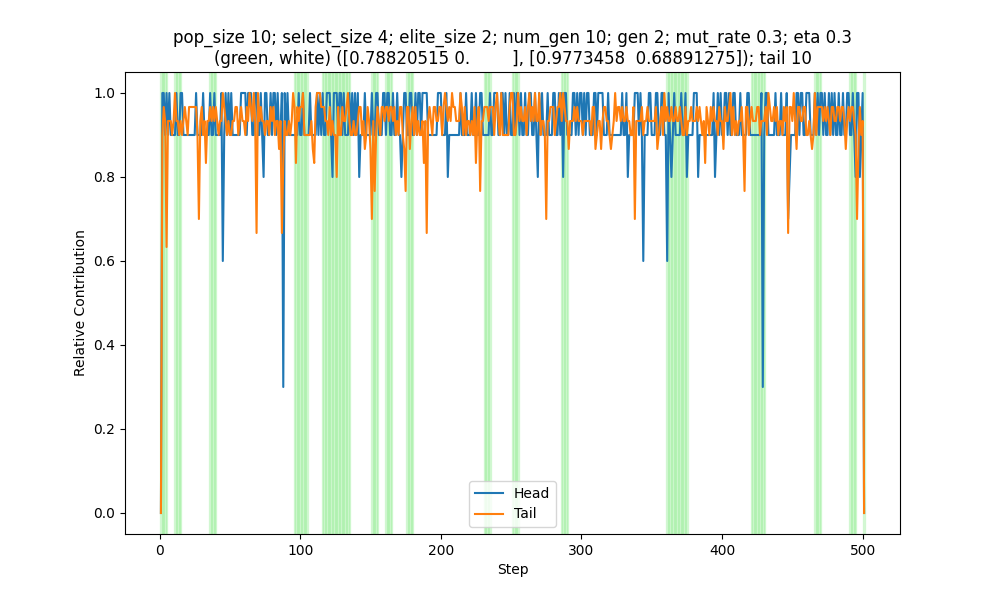 pop_size 10; select_size 4; elite_size 2; num_gen 10; gen 2; mut_rate 0.3; eta 0.3
(green, white) ([0.78820515 0.        ], [0.9773458  0.68891275]); tail 10
1.0
0.8
0.6
0.4
0.2
0.0
Relative Contribution
Head
Tail
0
100
200
300
400
500
Step